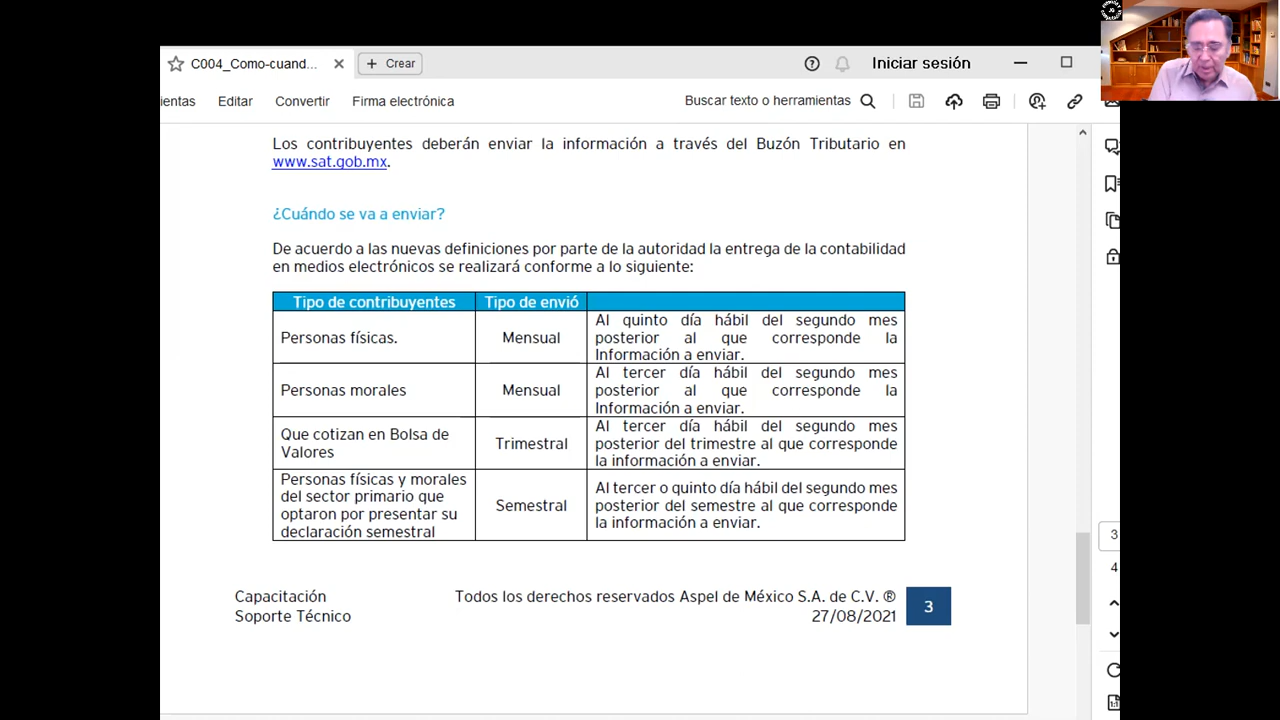 C004_Como-cuand...
Crear
Iniciar sesión
ientas
Editar
Convertir
Firma electrónica
Buscar texto o herramientas
Los contribuyentes deberán enviar la información a través del Buzón Tributario en
www.sat.gob.mx.
¿Cuándo se va a enviar?
De acuerdo a las nuevas definiciones por parte de la autoridad la entrega de la contabilidad
en medios electrónicos se realizará conforme a lo siguiente:
Tipo de contribuyentes
Tipo de envió
Personas físicas.
Mensual
Al quinto día hábil del segundo mes
posterior al que corresponde la
Información a enviar.
Personas morales
Mensual
Al tercer día hábil del segundo mes
posterior al que corresponde la
Información a enviar.
Que cotizan en Bolsa de
Valores
Trimestral
Al tercer día hábil del segundo mes
posterior del trimestre al que corresponde
la información a enviar.
Personas físicas y morales
del sector primario que
optaron por presentar su
declaración semestral
Semestral
Al tercer o quinto día hábil del segundo mes
posterior del semestre al que corresponde
la información a enviar.
Capacitación
Soporte Técnico
Todos los derechos reservados Aspel de México S.A. de C.V. ®
27/08/2021
3
3
4
1:1